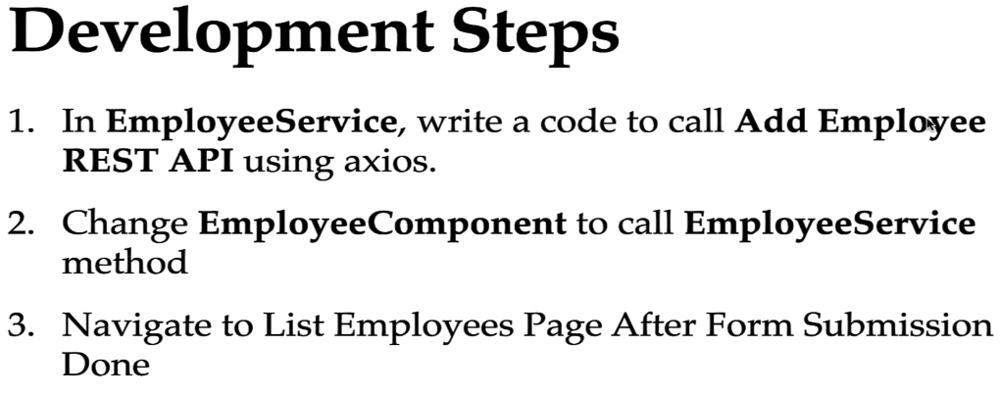 Development Steps
1. In EmployeeService, write a code to call Add Employee
REST API using axios.
2. Change EmployeeComponent to call EmployeeService
method
3. Navigate to List Employees Page After Form Submission
Done